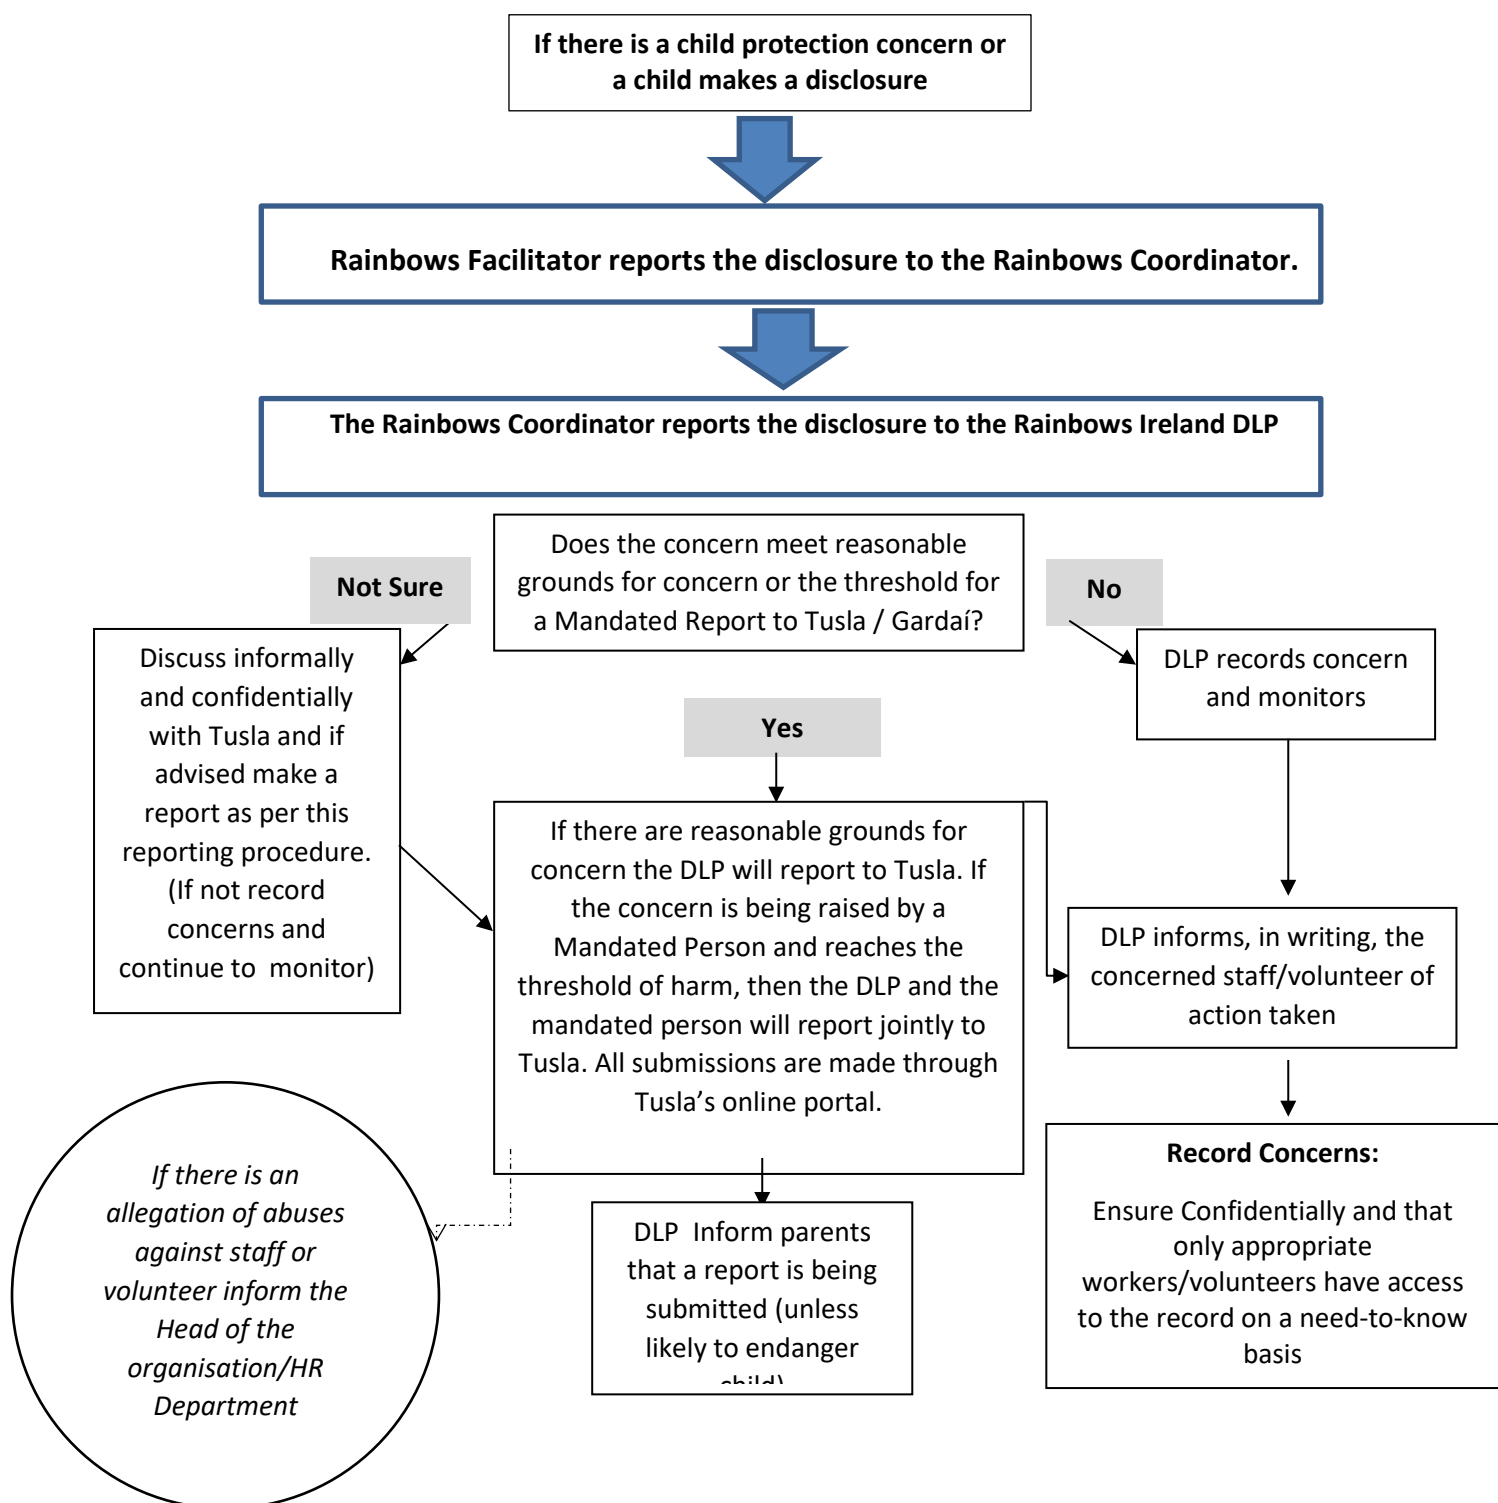 If there is a child protection concern or
a child makes a disclosure
Rainbows Facilitator reports the disclosure to the Rainbows Coordinator.
The Rainbows Coordinator reports the disclosure to the Rainbows Ireland DLP
Does the concern meet reasonable
grounds for concern or the threshold for
a Mandated Report to Tusla / Gardaí?
Not Sure
No
Discuss informally
and confidentially
with Tusla and if
advised make a
report as per this
reporting procedure.
(If not record
concerns and
continue to  monitor)
DLP records concern
and monitors
Yes
If there are reasonable grounds for
concern the DLP will report to Tusla. If
the concern is being raised by a
Mandated Person and reaches the
threshold of harm, then the DLP and the
mandated person will report jointly to
Tusla. All submissions are made through
Tusla’s online portal.
DLP informs, in writing, the
concerned staff/volunteer of
action taken
If there is an
allegation of abuses
against staff or
volunteer inform the
Head of the
organisation/HR
Department
DLP  Inform parents
that a report is being
submitted (unless
likely to endanger
child)
Record Concerns:
Ensure Confidentially and that
only appropriate
workers/volunteers have access
to the record on a need-to-know
basis